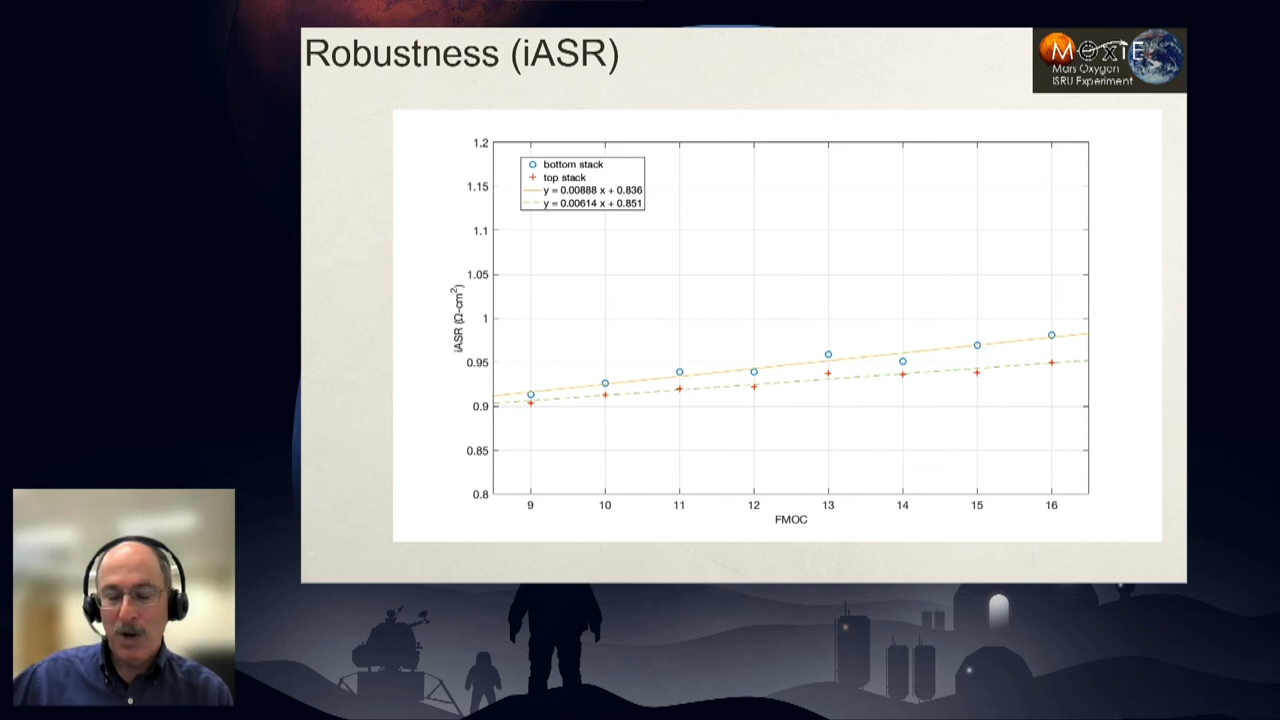 Robustness (iASR)
MOXIE
Mars Oxygen
ISRU Experiment
1.2
1.15
1.1
1.05
1
0.95
0.9
0.85
0.8
iASR (Ω-cm²)
bottom stack
top stack
y = 0.00888 x + 0.836
y = 0.00614 x + 0.851
9 10 11 12 13 14 15 16
FMOC